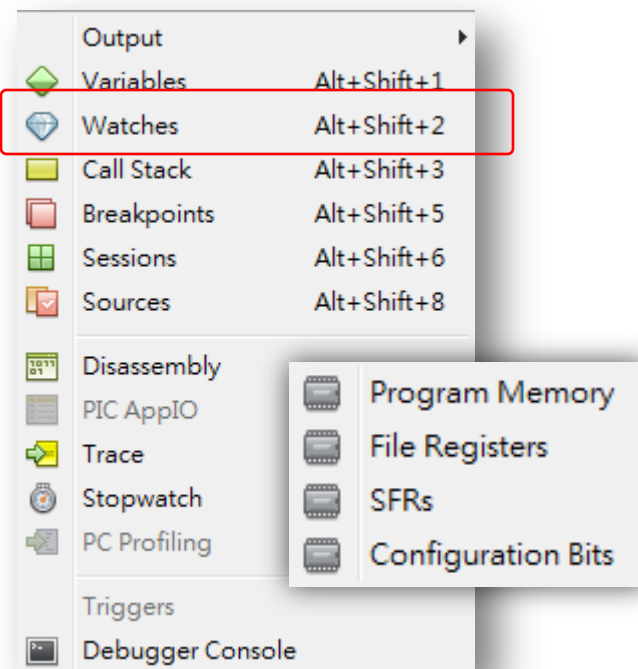 Output
Variables Alt+Shift+1
Watches Alt+Shift+2
Call Stack Alt+Shift+3
Breakpoints Alt+Shift+5
Sessions Alt+Shift+6
Sources Alt+Shift+8
Disassembly
PIC AppIO
Trace
Stopwatch
PC Profiling
Triggers
Debugger Console
Program Memory
File Registers
SFRs
Configuration Bits